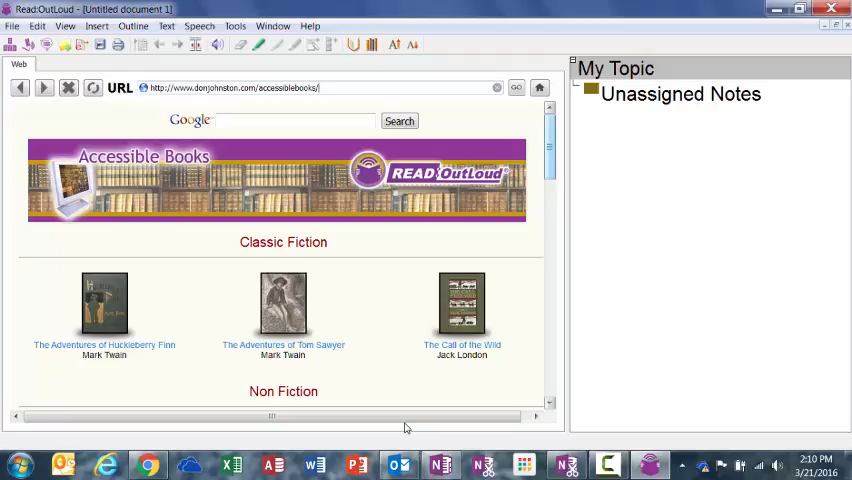 Read:OutLoud - [Untitled document 1]
File Edit View Insert Outline Text Speech Tools Window Help
Web
URL http://www.donjohnston.com/accessiblebooks/ GO
Google Search
Accessible Books READ:OutLoud®
Classic Fiction
The Adventures of Huckleberry Finn
Mark Twain
The Adventures of Tom Sawyer
Mark Twain
The Call of the Wild
Jack London
Non Fiction
My Topic
Unassigned Notes
2:10 PM
3/21/2016